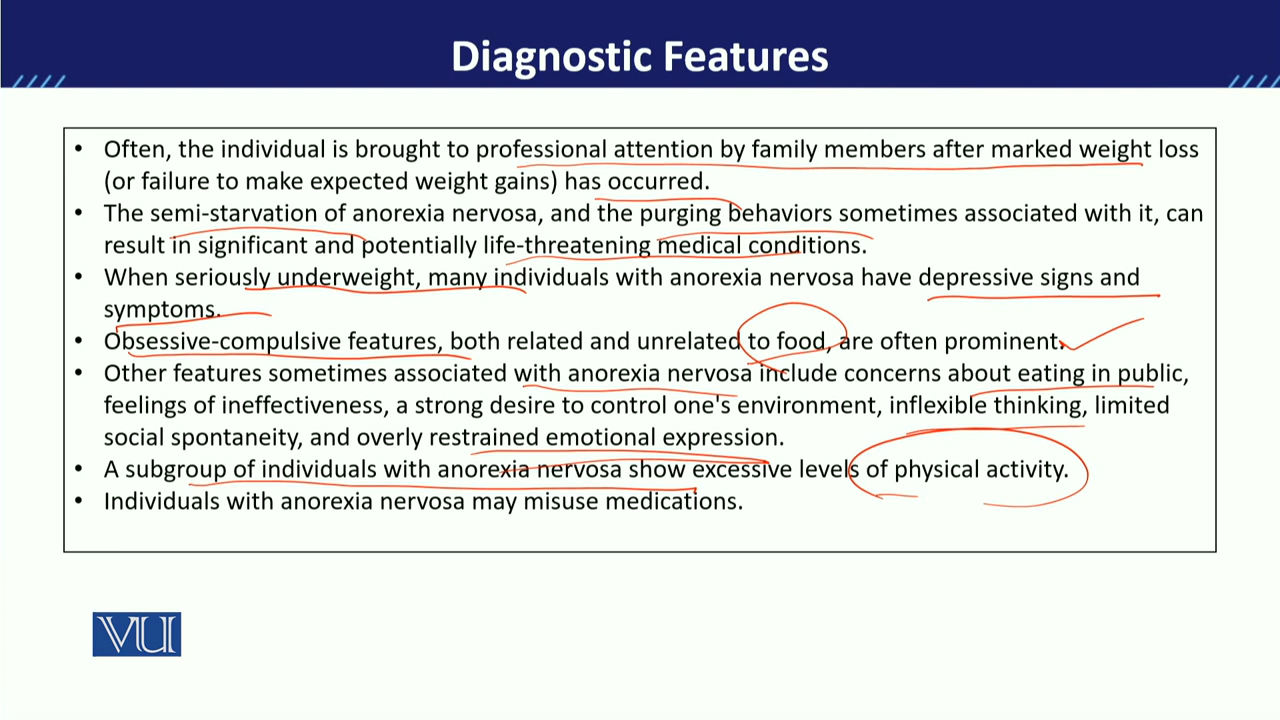 Diagnostic Features
• Often, the individual is brought to professional attention by family members after marked weight loss
(or failure to make expected weight gains) has occurred.
• The semi-starvation of anorexia nervosa, and the purging behaviors sometimes associated with it, can
result in significant and potentially life-threatening medical conditions.
• When seriously underweight, many individuals with anorexia nervosa have depressive signs and
symptoms.
• Obsessive-compulsive features, both related and unrelated to food, are often prominent.
• Other features sometimes associated with anorexia nervosa include concerns about eating in public,
feelings of ineffectiveness, a strong desire to control one's environment, inflexible thinking, limited
social spontaneity, and overly restrained emotional expression.
• A subgroup of individuals with anorexia nervosa show excessive levels of physical activity.
• Individuals with anorexia nervosa may misuse medications.
VU